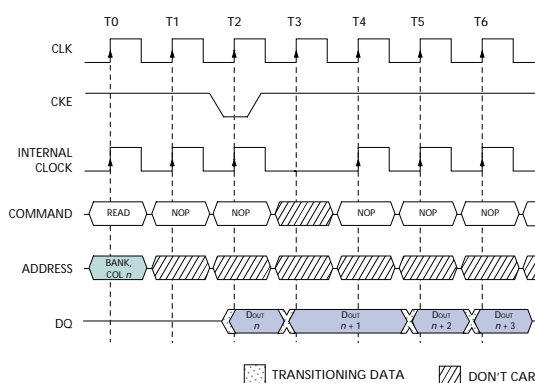 T0 T1 T2 T3 T4 T5 T6
CLK
CKE
INTERNAL
CLOCK
COMMAND READ NOP NOP NOP NOP NOP
ADDRESS BANK,
COL n
DQ DOUT DOUT DOUT DOUT
n n + 1 n + 2 n + 3
TRANSITIONING DATA DON'T CAR